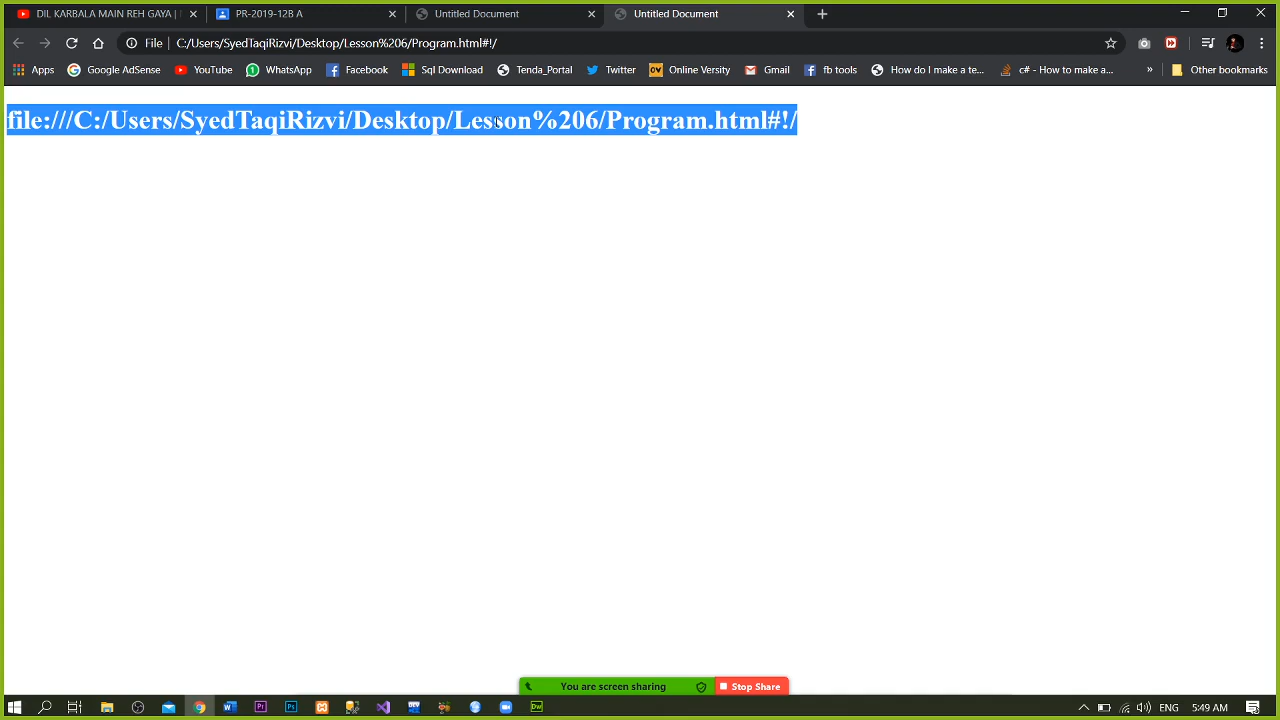 DIL KARBALA MAIN REH GAYA |
PR-2019-12B A
Untitled Document
Untitled Document
File
C:/Users/SyedTaqiRizvi/Desktop/Lesson%206/Program.html#!/
Apps
Google AdSense
YouTube
WhatsApp
Facebook
Sql Download
Tenda_Portal
Twitter
OV
Online Versity
Gmail
fb tools
How do I make a te...
c# - How to make a...
»
Other bookmarks
file:///C:/Users/SyedTaqiRizvi/Desktop/Lesson%206/Program.html#!/
You are screen sharing
Stop Share
ENG
5:49 AM